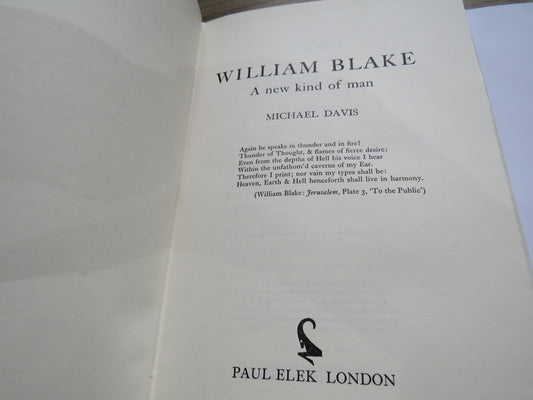 WILLIAM BLAKE
A new kind of man
MICHAEL DAVIS
Again he speaks in thunder and in fire!
Thunder of Thought, & flames of fierce desire:
Even from the depths of Hell his voice I hear
Within the unfathom'd caverns of my Ear.
Therefore I print; nor vain my types shall be:
Heaven, Earth & Hell henceforth shall live in harmony.
(William Blake: Jerusalem, Plate 3, 'To the Public')
PAUL ELEK LONDON